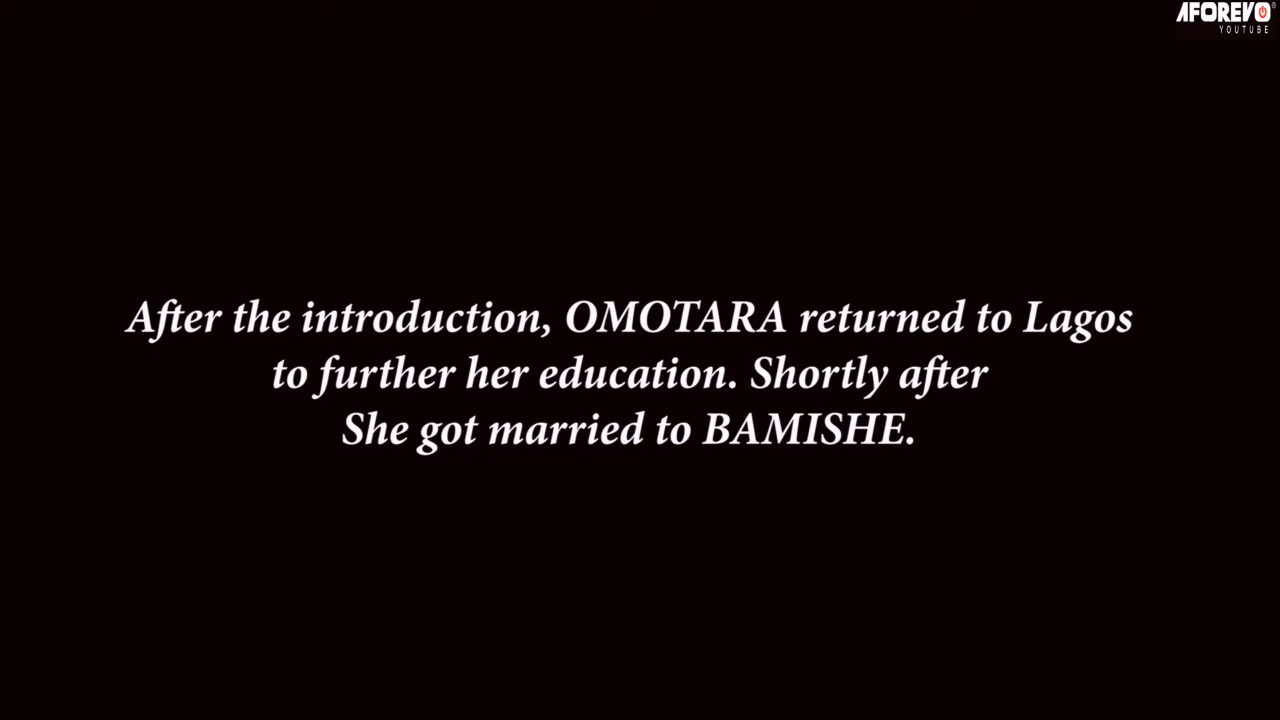 AFOREVO
YOUTUBE
After the introduction, OMOTARA returned to Lagos
to further her education. Shortly after
She got married to BAMISHE.